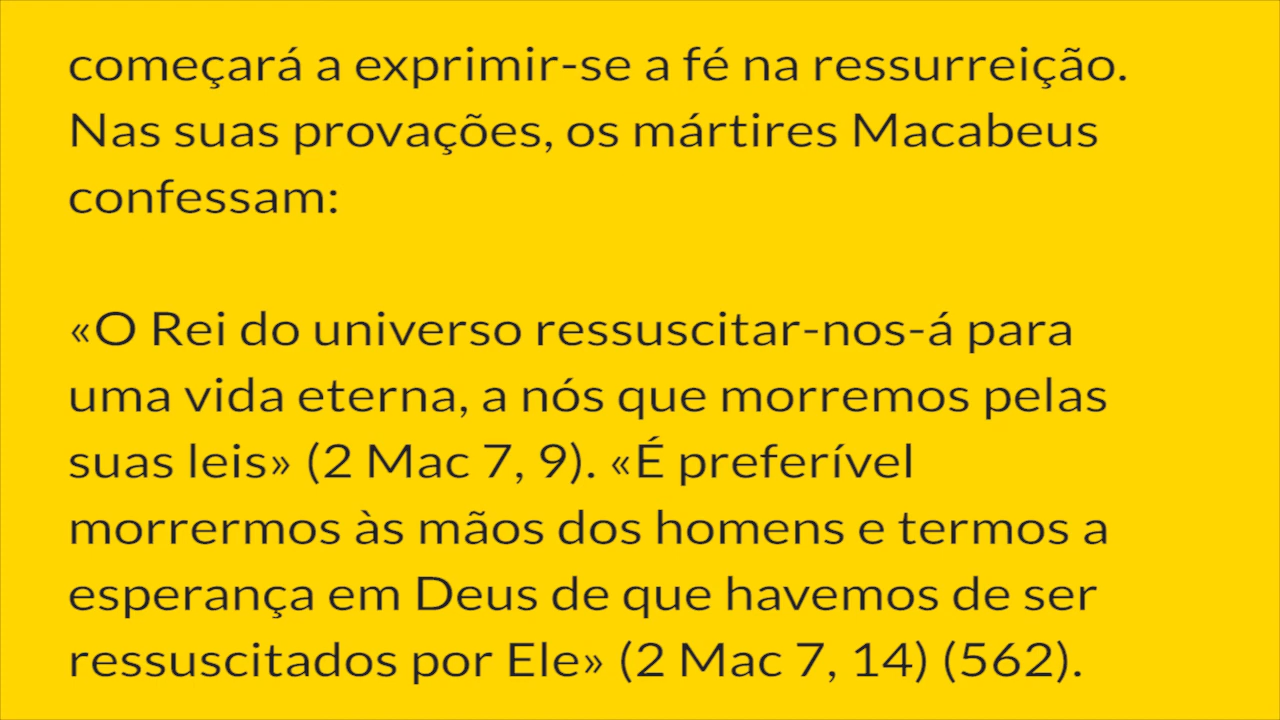 começará a exprimir-se a fé na ressurreição.
Nas suas provações, os mártires Macabeus
confessam:
«O Rei do universo ressuscitar-nos-á para
uma vida eterna, a nós que morremos pelas
suas leis» (2 Mac 7, 9). «É preferível
morrermos às mãos dos homens e termos a
esperança em Deus de que havemos de ser
ressuscitados por Ele» (2 Mac 7, 14) (562).